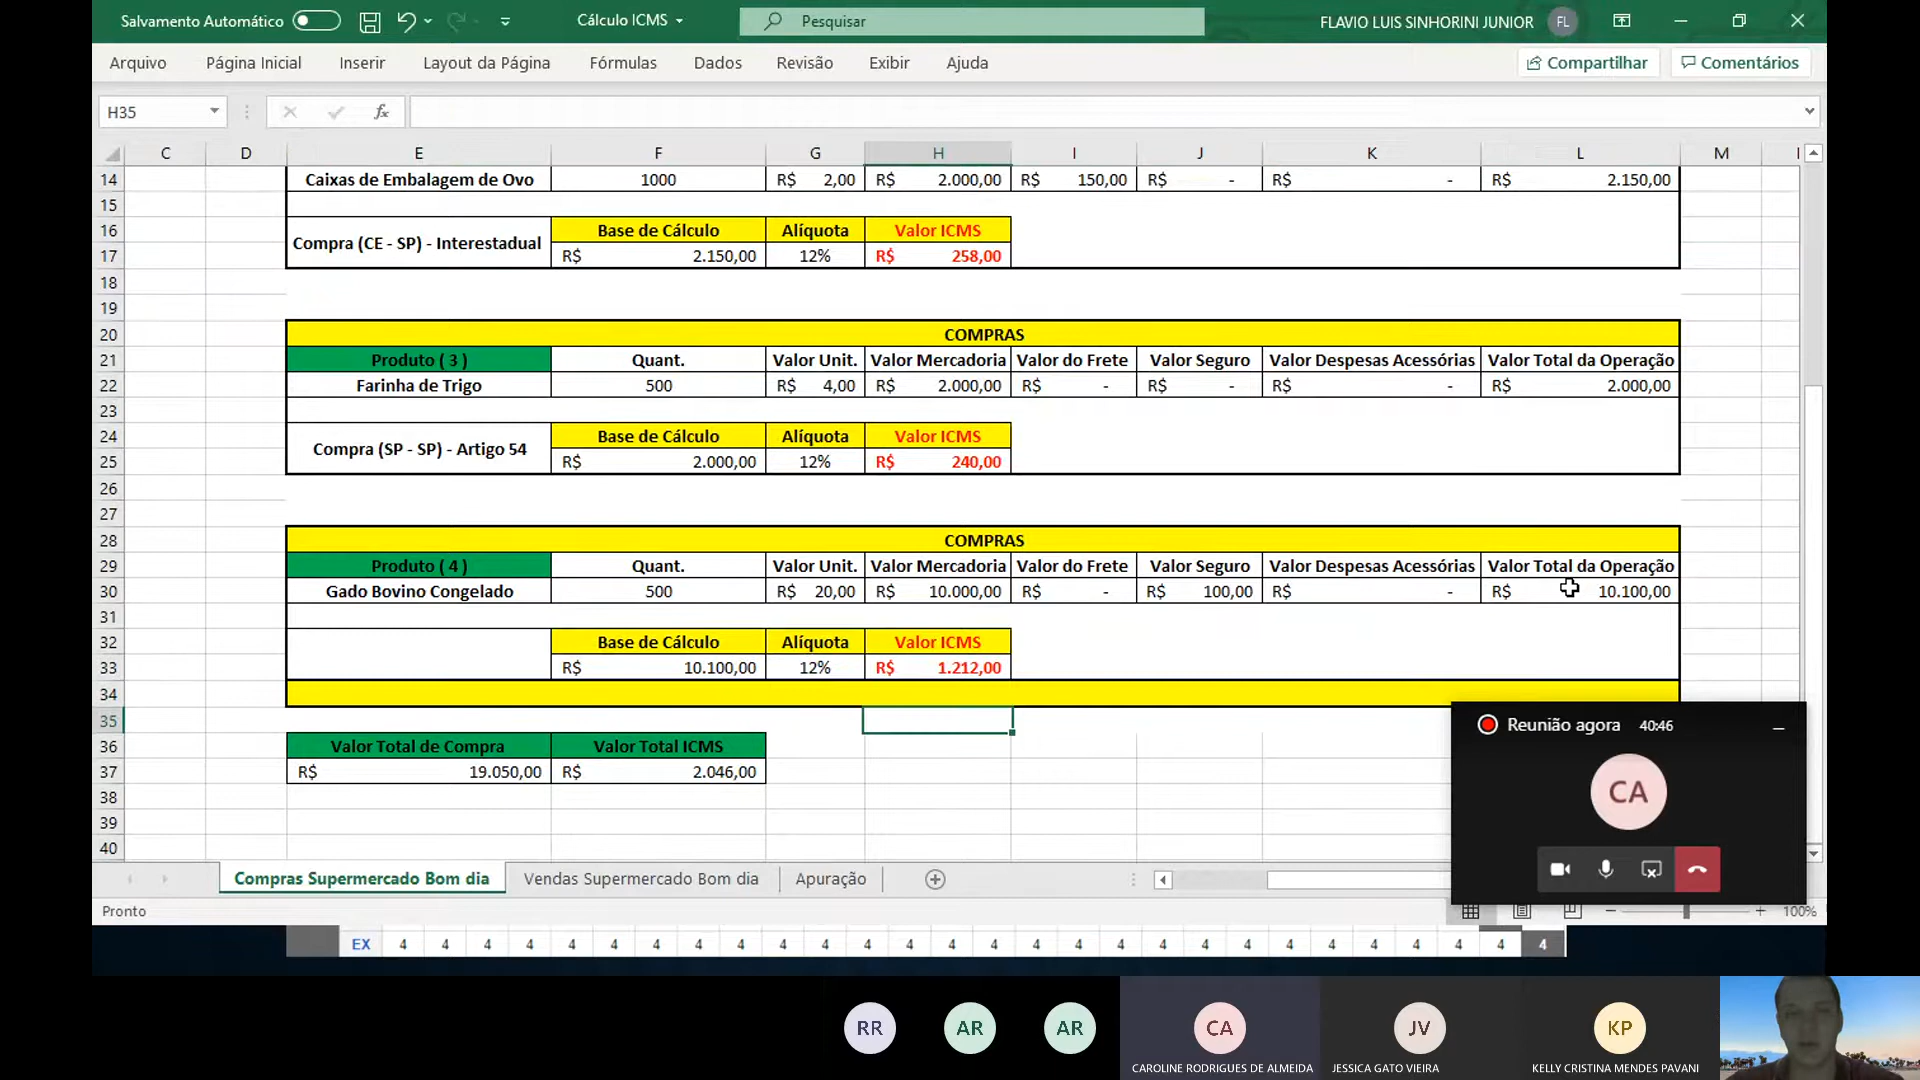 Salvamento Automático
Cálculo ICMS
Pesquisar
FLAVIO LUIS SINHORINI JUNIOR FL
Arquivo Página Inicial Inserir Layout da Página Fórmulas Dados Revisão Exibir Ajuda Compartilhar Comentários
H35 fx
C D E F G H I J K L M
14 Caixas de Embalagem de Ovo 1000 R$ 2,00 R$ 2.000,00 R$ 150,00 R$ - R$ - R$ 2.150,00
15
16 Base de Cálculo Alíquota Valor ICMS
Compra (CE - SP) - Interestadual
17 R$ 2.150,00 12% R$ 258,00
18
19
20 COMPRAS
21 Produto ( 3 ) Quant. Valor Unit. Valor Mercadoria Valor do Frete Valor Seguro Valor Despesas Acessórias Valor Total da Operação
22 Farinha de Trigo 500 R$ 4,00 R$ 2.000,00 R$ - R$ - R$ - R$ 2.000,00
23
24 Base de Cálculo Alíquota Valor ICMS
Compra (SP - SP) - Artigo 54
25 R$ 2.000,00 12% R$ 240,00
26
27
28 COMPRAS
29 Produto ( 4 ) Quant. Valor Unit. Valor Mercadoria Valor do Frete Valor Seguro Valor Despesas Acessórias Valor Total da Operação
30 Gado Bovino Congelado 500 R$ 20,00 R$ 10.000,00 R$ - R$ 100,00 R$ - R$ 10.100,00
31
32 Base de Cálculo Alíquota Valor ICMS
33 R$ 10.100,00 12% R$ 1.212,00
34
35
36 Valor Total de Compra Valor Total ICMS
37 R$ 19.050,00 R$ 2.046,00
38
39
40
Reunião agora 40:46
CA
Compras Supermercado Bom dia Vendas Supermercado Bom dia Apuração
Pronto
100%
EX 4 4 4 4 4 4 4 4 4 4 4 4 4 4 4 4 4 4 4 4 4 4 4 4 4 4 4 4
RR AR AR CA JV KP
CAROLINE RODRIGUES DE ALMEIDA JESSICA GATO VIEIRA KELLY CRISTINA MENDES PAVANI